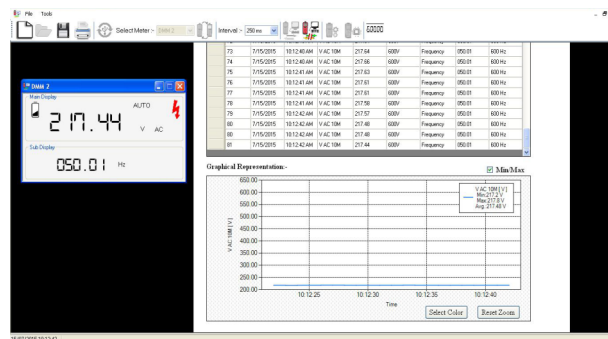 File Tools
Select Meter :- DMM 2 Interval :- 250 ms 60000
DMM 2
Main Display
AUTO
217.44 V AC
Sub Display
050.01 Hz
73 7/15/2015 10:12:40 AM V AC 10M 217.64 600V Frequency 050.01 600 Hz
74 7/15/2015 10:12:40 AM V AC 10M 217.66 600V Frequency 050.01 600 Hz
75 7/15/2015 10:12:41 AM V AC 10M 217.63 600V Frequency 050.01 600 Hz
76 7/15/2015 10:12:41 AM V AC 10M 217.61 600V Frequency 050.01 600 Hz
77 7/15/2015 10:12:41 AM V AC 10M 217.61 600V Frequency 050.01 600 Hz
78 7/15/2015 10:12:41 AM V AC 10M 217.58 600V Frequency 050.01 600 Hz
79 7/15/2015 10:12:42 AM V AC 10M 217.57 600V Frequency 050.01 600 Hz
80 7/15/2015 10:12:42 AM V AC 10M 217.48 600V Frequency 050.01 600 Hz
80 7/15/2015 10:12:42 AM V AC 10M 217.48 600V Frequency 050.01 600 Hz
81 7/15/2015 10:12:42 AM V AC 10M 217.44 600V Frequency 050.01 600 Hz
Graphical Representation:-
Min/Max
650.00
600.00
550.00
500.00
450.00
400.00
350.00
300.00
250.00
200.00
V AC 10M [ V ]
V AC 10M [ V ]
Min:217.2 V
Max:217.8 V
Avg: 217.48 V
10:12:25 10:12:30 10:12:35 10:12:40
Time
Select Color Reset Zoom